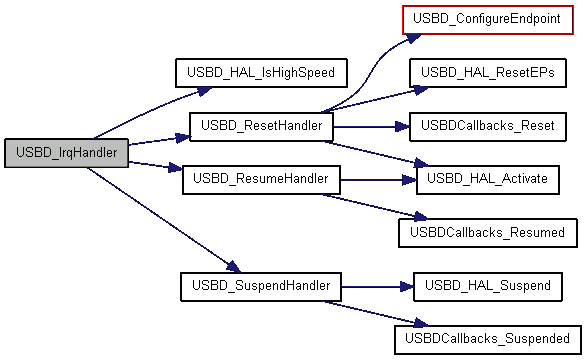 USBD_ConfigureEndpoint
USBD_HAL_IsHighSpeed
USBD_HAL_ResetEPs
USBD_ResetHandler
USBDCallbacks_Reset
USBD_IrqHandler
USBD_ResumeHandler
USBD_HAL_Activate
USBDCallbacks_Resumed
USBD_SuspendHandler
USBD_HAL_Suspend
USBDCallbacks_Suspended